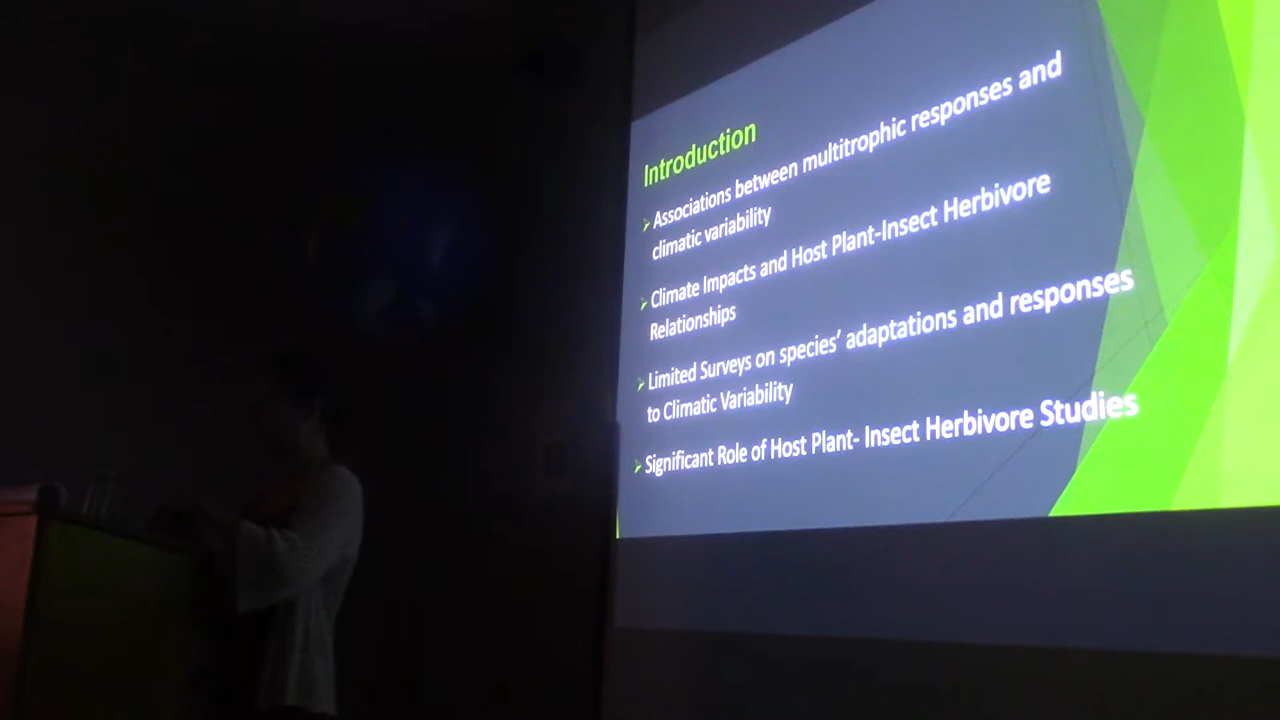 Introduction
Associations between multitrophic responses and
climatic variability
Climate Impacts and Host Plant-Insect Herbivore
Relationships
Limited Surveys on species' adaptations and responses
to Climatic Variability
Significant Role of Host Plant- Insect Herbivore Studies